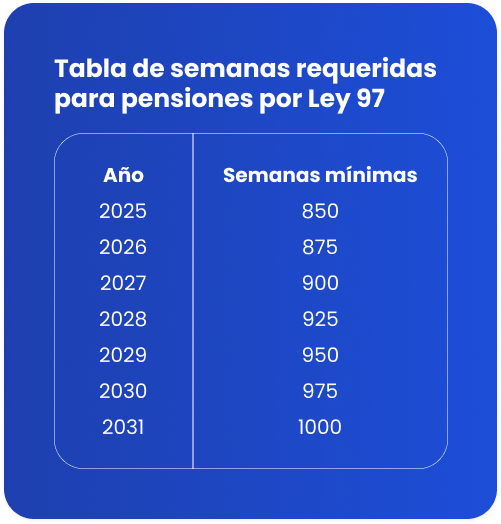 Tabla de semanas requeridas
para pensiones por Ley 97
Año Semanas mínimas
2025 850
2026 875
2027 900
2028 925
2029 950
2030 975
2031 1000